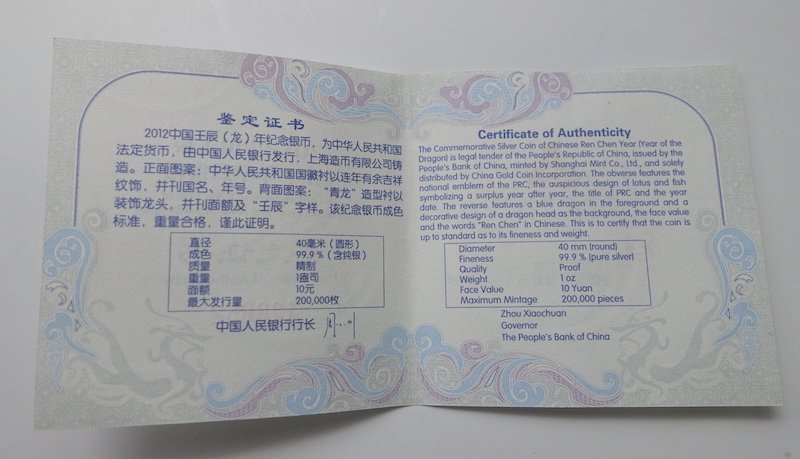 鉴定证书
2012中国壬辰（龙）年纪念银币，为中华人民共和国
法定货币，由中国人民银行发行，上海造币有限公司铸
造。正面图案：中华人民共和国国徽衬以连年有余吉祥
纹饰，并刊国名、年号。背面图案：“青龙”造型衬以
装饰龙头，并刊面额及“壬辰”字样。该纪念银币成色
标准，重量合格，谨此证明。
直径 40毫米（圆形）
成色 99.9％（含纯银）
质量 精制
重量 1盎司
面额 10元
最大发行量 200,000枚
中国人民银行行长
Certificate of Authenticity
The Commemorative Silver Coin of Chinese Ren Chen Year (Year of the
Dragon) is legal tender of the People's Republic of China, issued by the
People's Bank of China, minted by Shanghai Mint Co., Ltd., and solely
distributed by China Gold Coin Incorporation. The obverse features the
national emblem of the PRC, the auspicious design of lotus and fish
symbolizing a surplus year after year, the title of PRC and the year
date. The reverse features a blue dragon in the foreground and a
decorative design of a dragon head as the background, the face value
and the words "Ren Chen" in Chinese. This is to certify that the coin is
up to standard as to its fineness and weight.
Diameter 40 mm (round)
Fineness 99.9 % (pure silver)
Quality Proof
Weight 1 oz
Face Value 10 Yuan
Maximum Mintage 200,000 pieces
Zhou Xiaochuan
Governor
The People's Bank of China